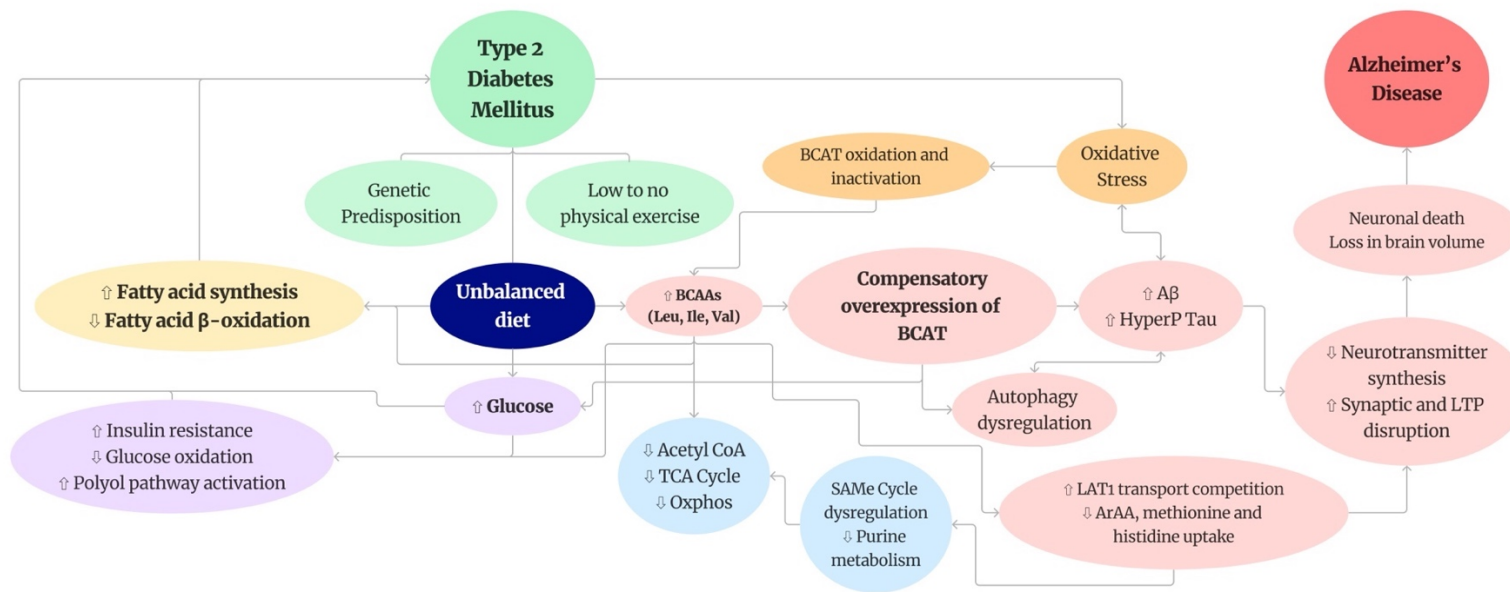 Type 2
Diabetes
Mellitus
Alzheimer's
Disease
BCAT oxidation and
inactivation
Oxidative
Stress
Genetic
Predisposition
Low to no
physical exercise
Neuronal death
Loss in brain volume
⇧ Fatty acid synthesis
⇩ Fatty acid β-oxidation
Unbalanced
diet
⇧ BCAAs
(Leu, Ile, Val)
Compensatory
overexpression of
BCAT
⇧ Aβ
⇧ HyperP Tau
⇩ Neurotransmitter
synthesis
⇧ Synaptic and LTP
disruption
⇧ Glucose
Autophagy
dysregulation
⇧ Insulin resistance
⇩ Glucose oxidation
⇧ Polyol pathway activation
⇩ Acetyl CoA
⇩ TCA Cycle
⇩ Oxphos
SAMe Cycle
dysregulation
⇩ Purine
metabolism
⇧ LAT1 transport competition
⇩ ArAA, methionine and
histidine uptake